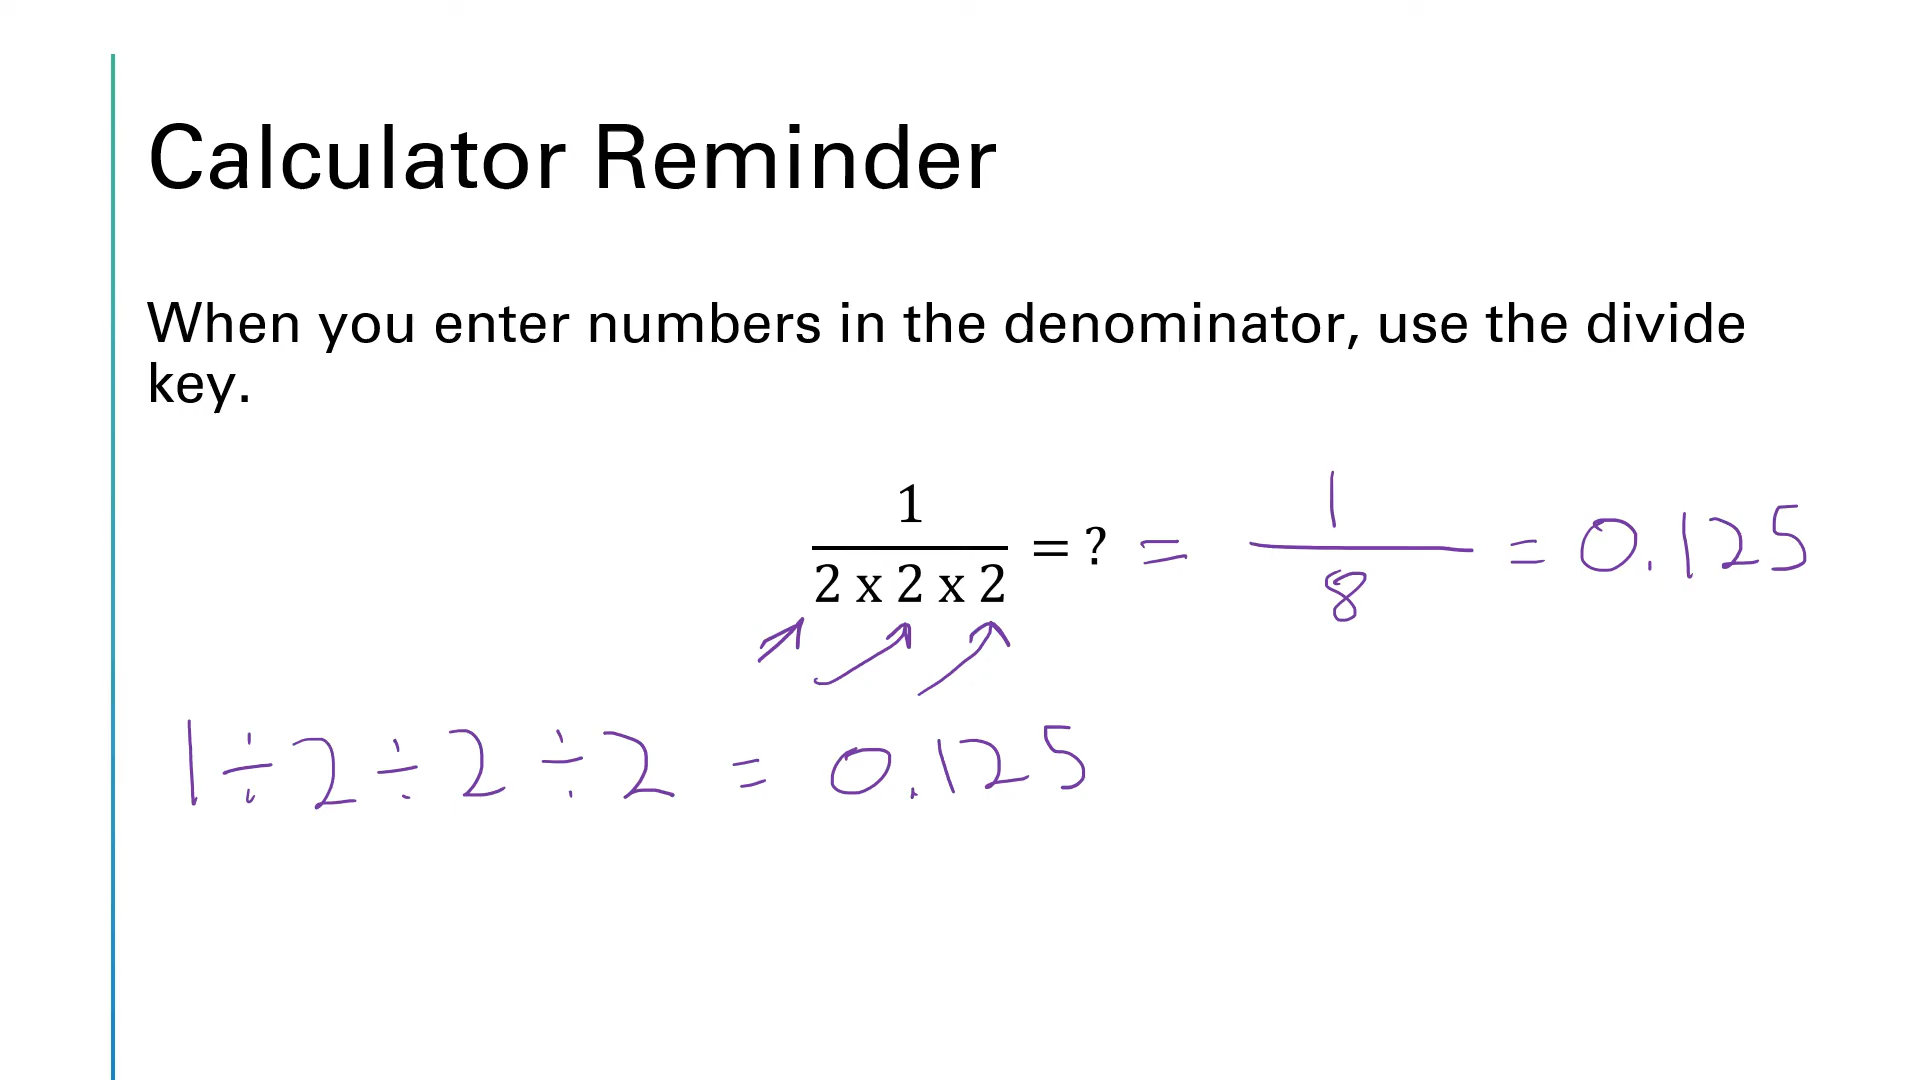 Calculator Reminder
When you enter numbers in the denominator, use the divide
key.
1
2 x 2 x 2
= ? =
1
8
= 0.125
1 ÷ 2 ÷ 2 ÷ 2 = 0.125